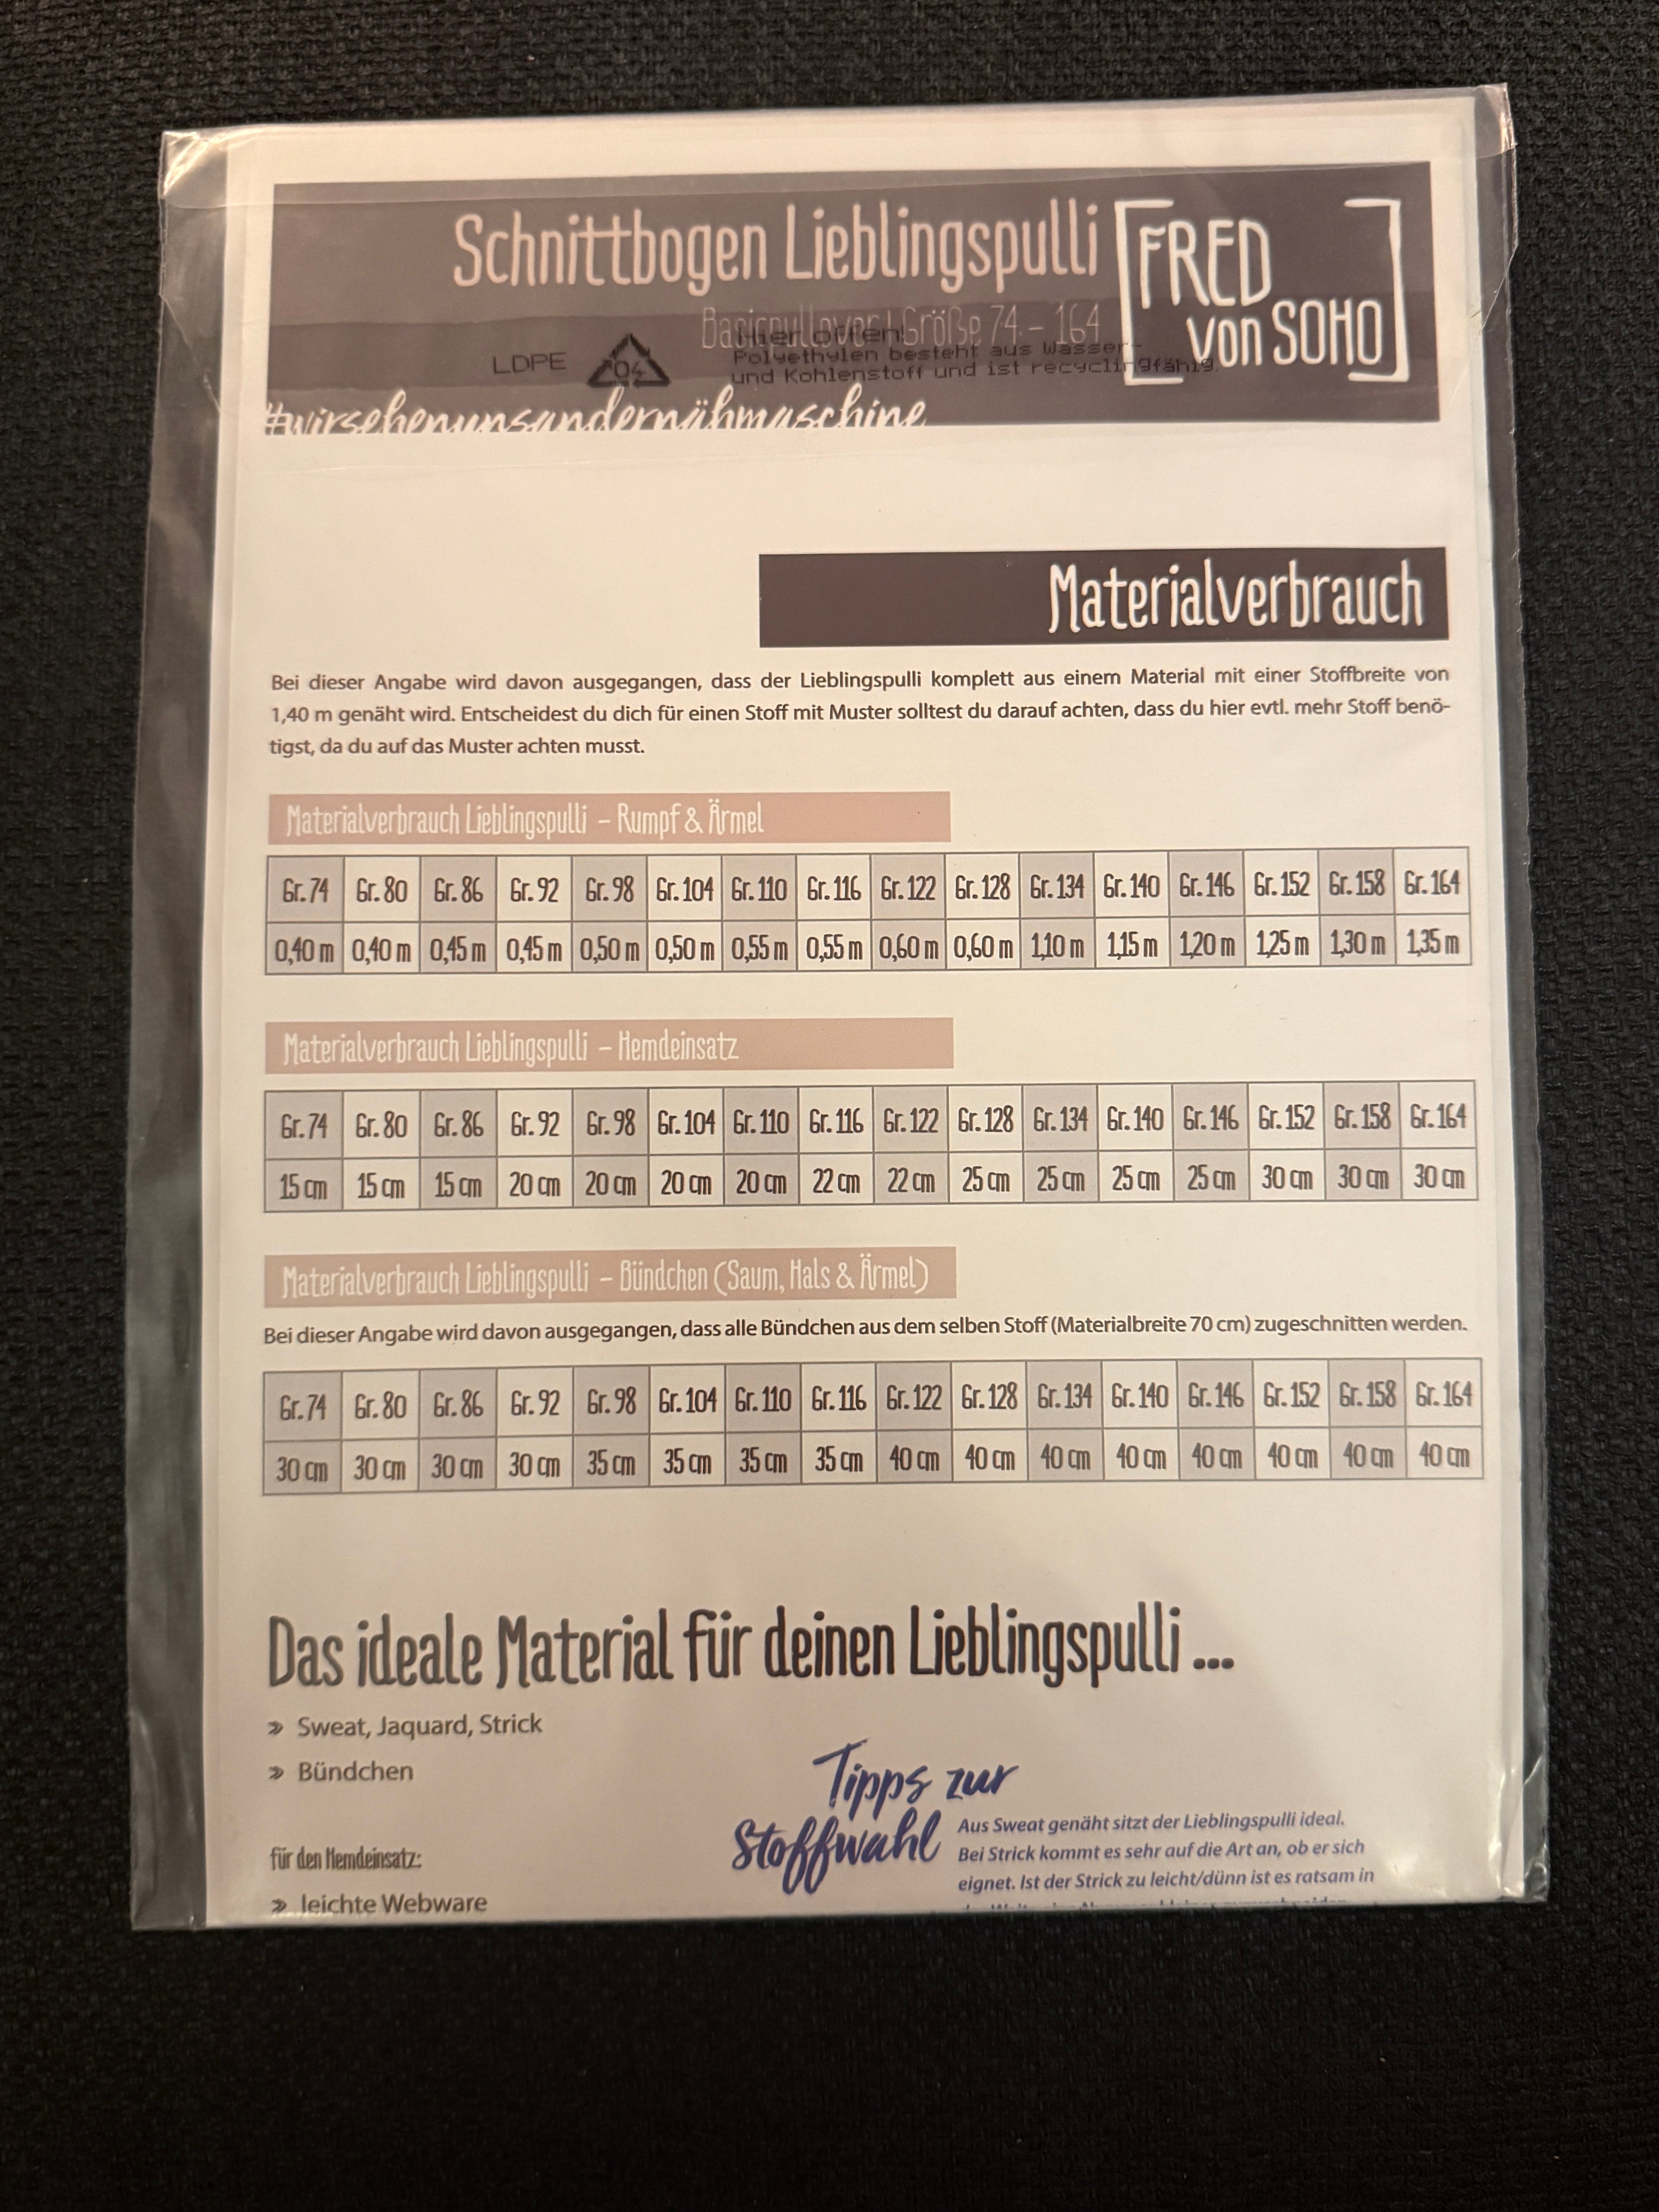 Schnittbogen Lieblingspulli
Basicpullover | Größe 74 – 164
[FRED
von SOHO]
LDPE
04
Hier öffen!
Polyethylen besteht aus Wasser-
und Kohlenstoff und ist recyclingfähig.
#wirsehenunsandernähmaschine
Materialverbrauch
Bei dieser Angabe wird davon ausgegangen, dass der Lieblingspulli komplett aus einem Material mit einer Stoffbreite von
1,40 m genäht wird. Entscheidest du dich für einen Stoff mit Muster solltest du darauf achten, dass du hier evtl. mehr Stoff benö-
tigst, da du auf das Muster achten musst.
Materialverbrauch Lieblingspulli – Rumpf & Ärmel
Gr. 74 Gr. 80 Gr. 86 Gr. 92 Gr. 98 Gr. 104 Gr. 110 Gr. 116 Gr. 122 Gr. 128 Gr. 134 Gr. 140 Gr. 146 Gr. 152 Gr. 158 Gr. 164
0,40 m 0,40 m 0,45 m 0,45 m 0,50 m 0,50 m 0,55 m 0,55 m 0,60 m 0,60 m 1,10 m 1,15 m 1,20 m 1,25 m 1,30 m 1,35 m
Materialverbrauch Lieblingspulli – Hemdeinsatz
Gr. 74 Gr. 80 Gr. 86 Gr. 92 Gr. 98 Gr. 104 Gr. 110 Gr. 116 Gr. 122 Gr. 128 Gr. 134 Gr. 140 Gr. 146 Gr. 152 Gr. 158 Gr. 164
15 cm 15 cm 15 cm 20 cm 20 cm 20 cm 20 cm 22 cm 22 cm 25 cm 25 cm 25 cm 25 cm 30 cm 30 cm 30 cm
Materialverbrauch Lieblingspulli – Bündchen (Saum, Hals & Ärmel)
Bei dieser Angabe wird davon ausgegangen, dass alle Bündchen aus dem selben Stoff (Materialbreite 70 cm) zugeschnitten werden.
Gr. 74 Gr. 80 Gr. 86 Gr. 92 Gr. 98 Gr. 104 Gr. 110 Gr. 116 Gr. 122 Gr. 128 Gr. 134 Gr. 140 Gr. 146 Gr. 152 Gr. 158 Gr. 164
30 cm 30 cm 30 cm 30 cm 35 cm 35 cm 35 cm 35 cm 40 cm 40 cm 40 cm 40 cm 40 cm 40 cm 40 cm 40 cm
Das ideale Material für deinen Lieblingspulli ...
» Sweat, Jaquard, Strick
» Bündchen
für den Hemdeinsatz:
» leichte Webware
Tipps zur
Stoffwahl
Aus Sweat genäht sitzt der Lieblingspulli ideal.
Bei Strick kommt es sehr auf die Art an, ob er sich
eignet. Ist der Strick zu leicht/dünn ist es ratsam in